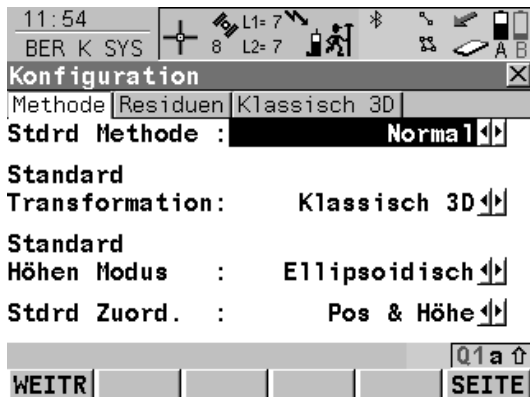 11:54
BER K SYS
8
L1= 7
L2= 7
A B
Konfiguration
Methode Residuen Klassisch 3D
Stdrd Methode : Normal
Standard
Transformation: Klassisch 3D
Standard
Höhen Modus : Ellipsoidisch
Stdrd Zuord. : Pos & Höhe
Q1 a
WEITR SEITE